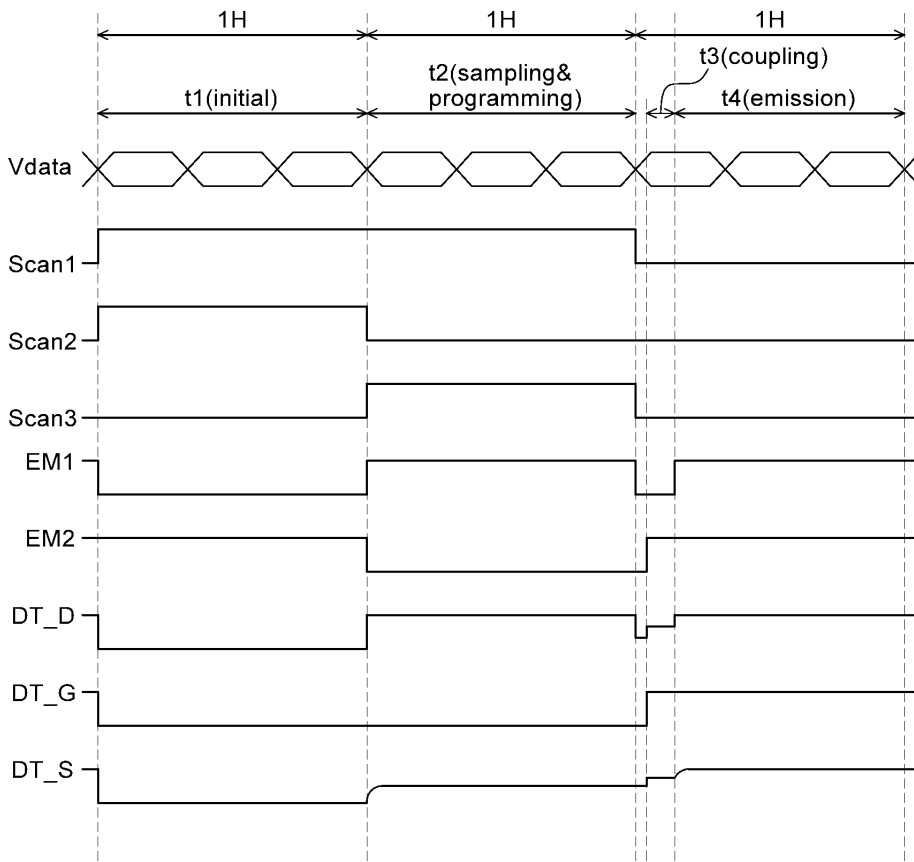 1H 1H 1H
t3(coupling)
t2(sampling&
programming)
t1(initial)
t4(emission)
Vdata
Scan1
Scan2
Scan3
EM1
EM2
DT_D
DT_G
DT_S